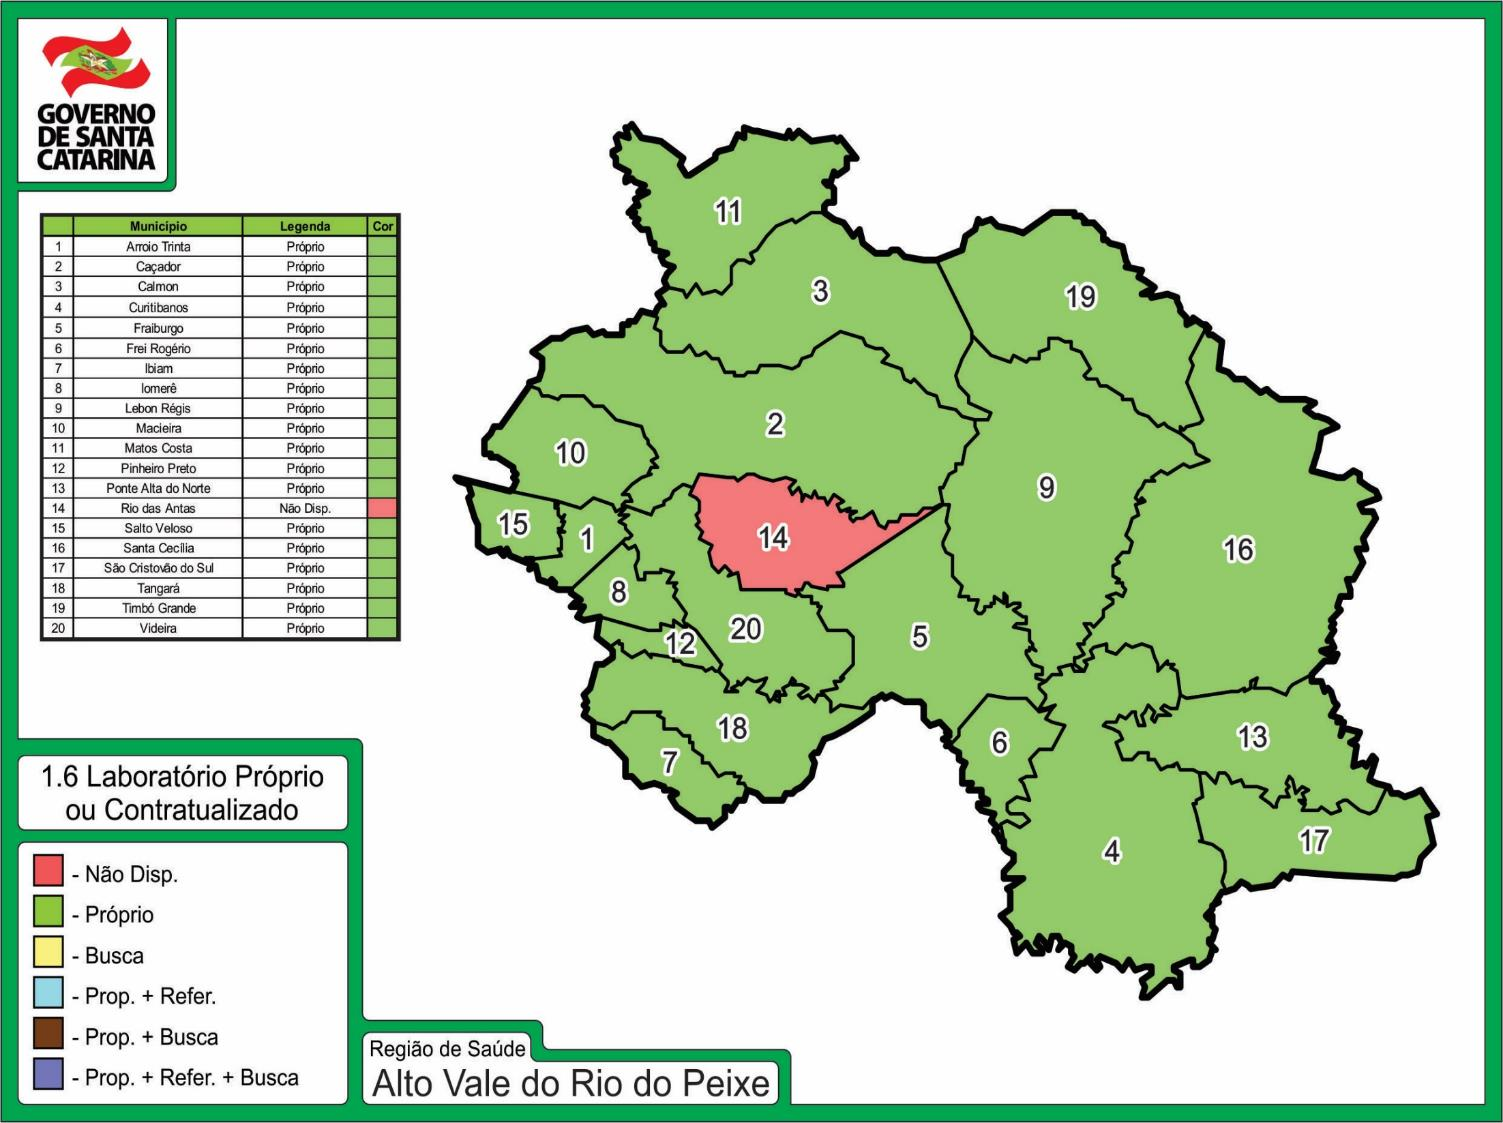 GOVERNO
DE SANTA
CATARINA
Município Legenda Cor
1 Arroio Trinta Próprio
2 Caçador Próprio
3 Calmon Próprio
4 Curitibanos Próprio
5 Fraiburgo Próprio
6 Frei Rogério Próprio
7 Ibiam Próprio
8 Iomerê Próprio
9 Lebon Régis Próprio
10 Macieira Próprio
11 Matos Costa Próprio
12 Pinheiro Preto Próprio
13 Ponte Alta do Norte Próprio
14 Rio das Antas Não Disp.
15 Salto Veloso Próprio
16 Santa Cecília Próprio
17 São Cristovão do Sul Próprio
18 Tangará Próprio
19 Timbó Grande Próprio
20 Videira Próprio
11
3
19
2
10
9
15
1
14
16
8
20
12
5
18
7
6
13
4
17
1.6 Laboratório Próprio
ou Contratualizado
- Não Disp.
- Próprio
- Busca
- Prop. + Refer.
- Prop. + Busca
- Prop. + Refer. + Busca
Região de Saúde
Alto Vale do Rio do Peixe